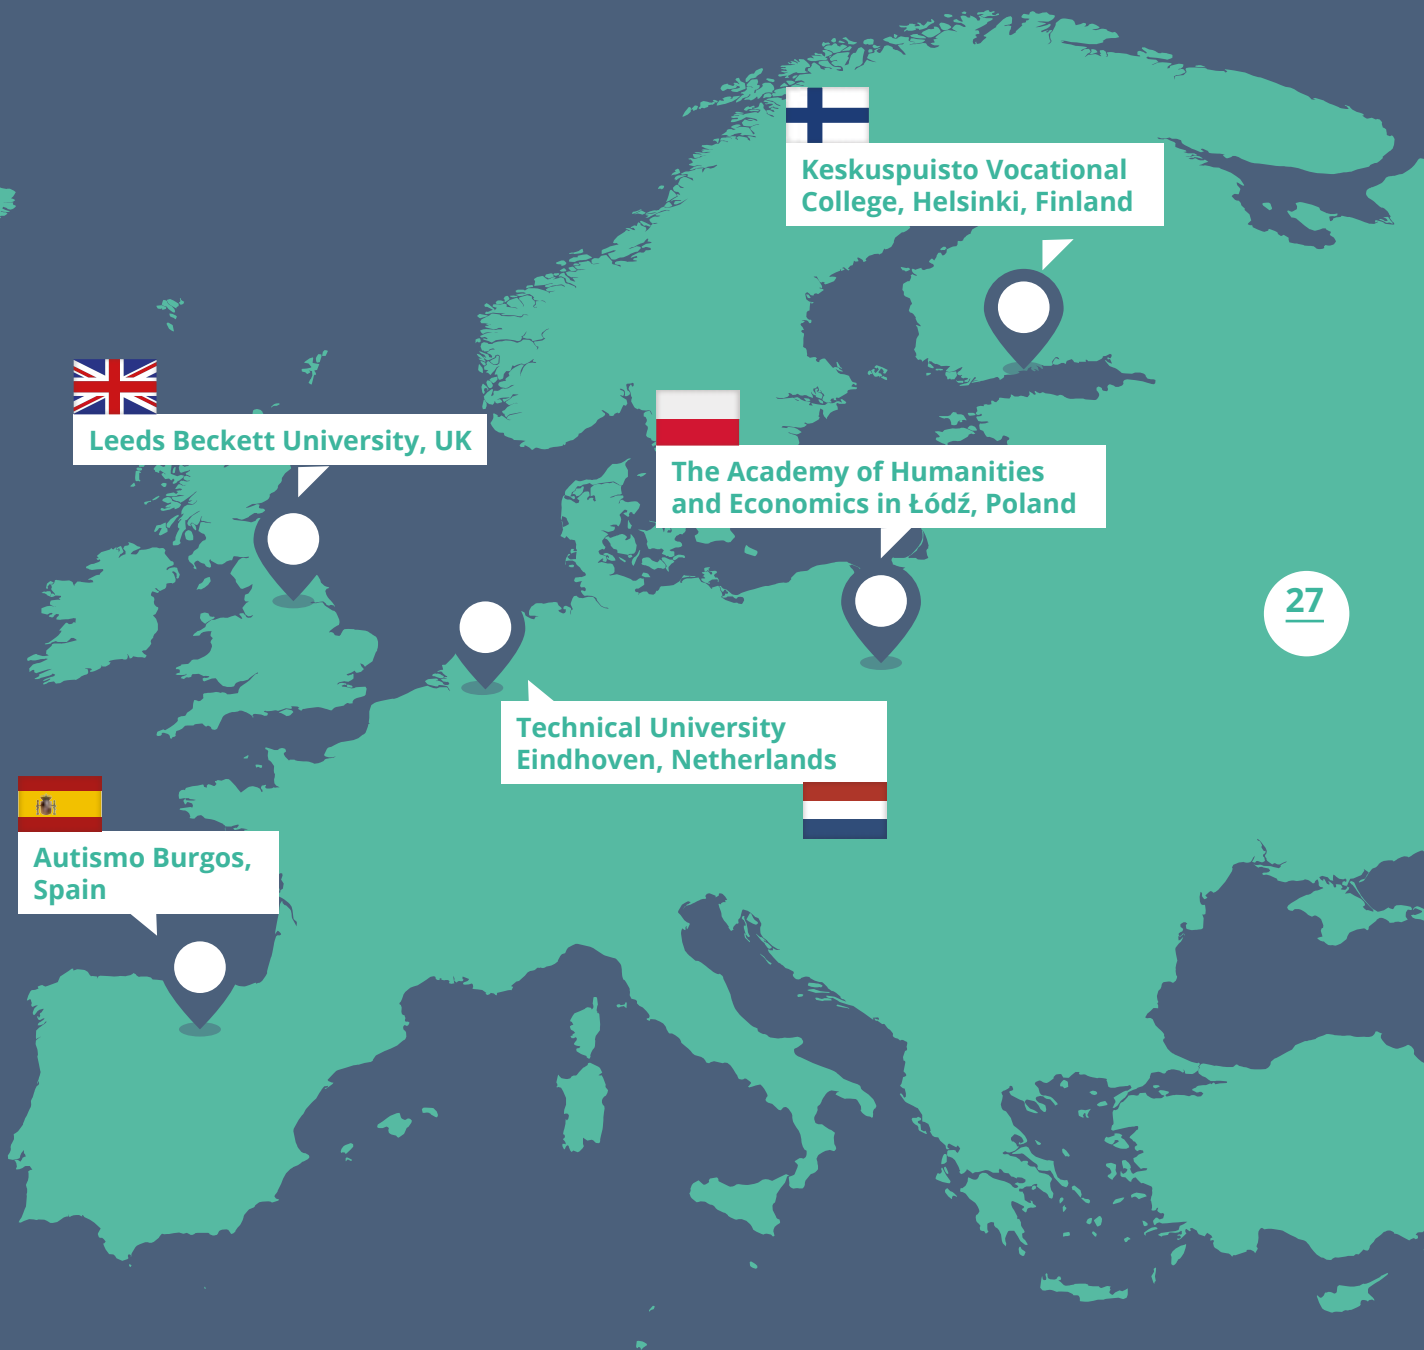 Keskuspuisto Vocational
College, Helsinki, Finland
Leeds Beckett University, UK
The Academy of Humanities
and Economics in Łódź, Poland
27
Technical University
Eindhoven, Netherlands
Autismo Burgos,
Spain